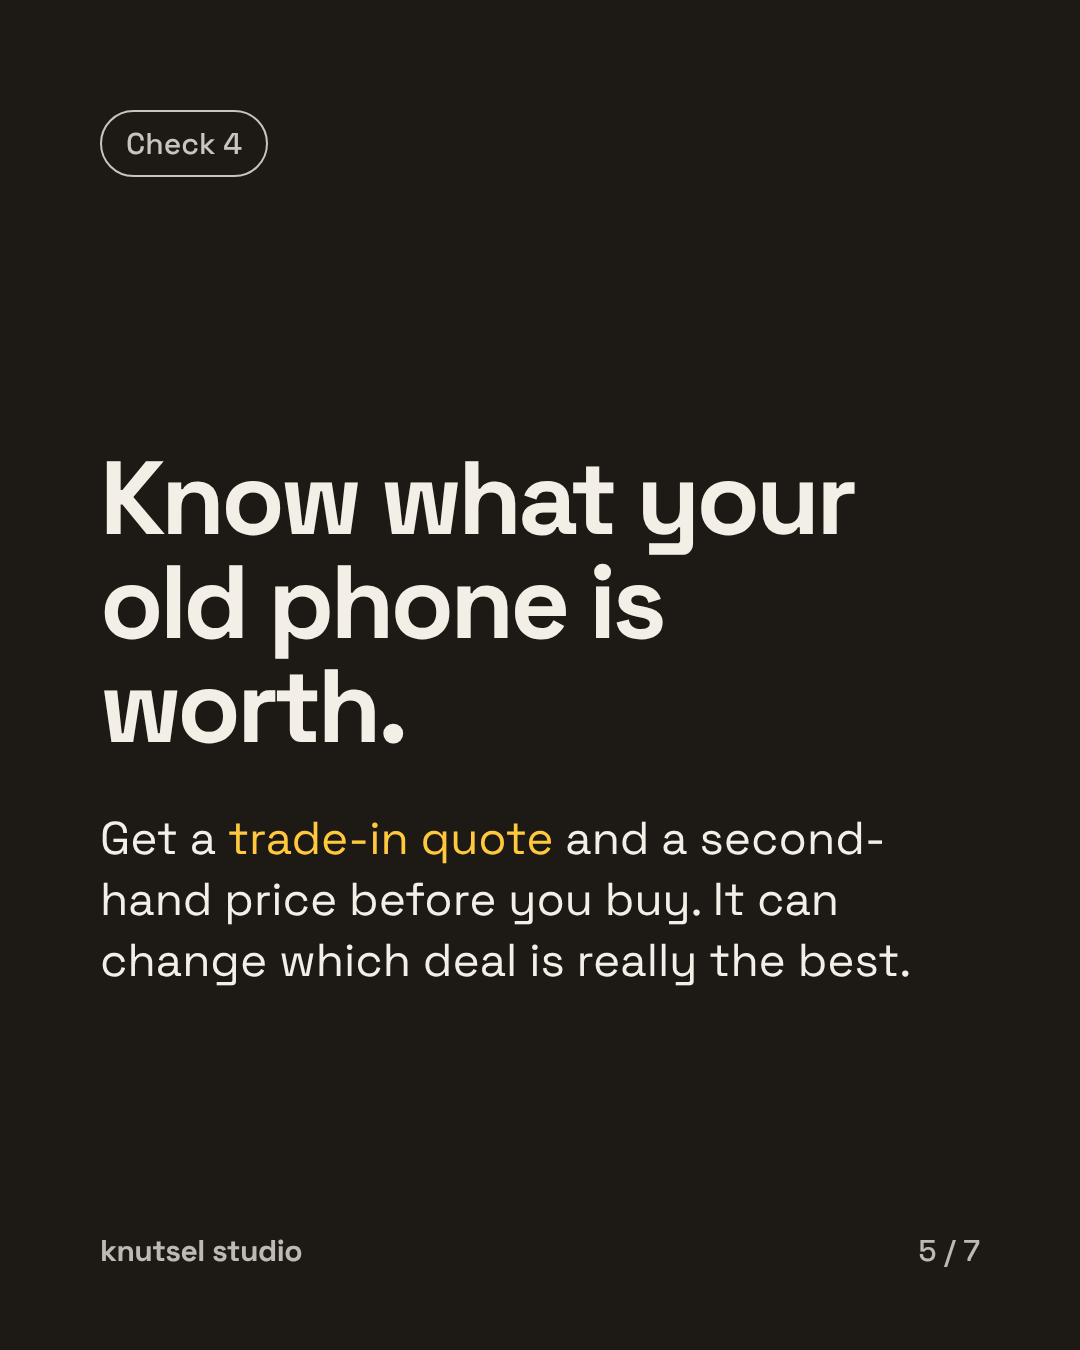 Check 4
Know what your
old phone is
worth.
Get a trade-in quote and a second-
hand price before you buy. It can
change which deal is really the best.
knutsel studio
5 / 7